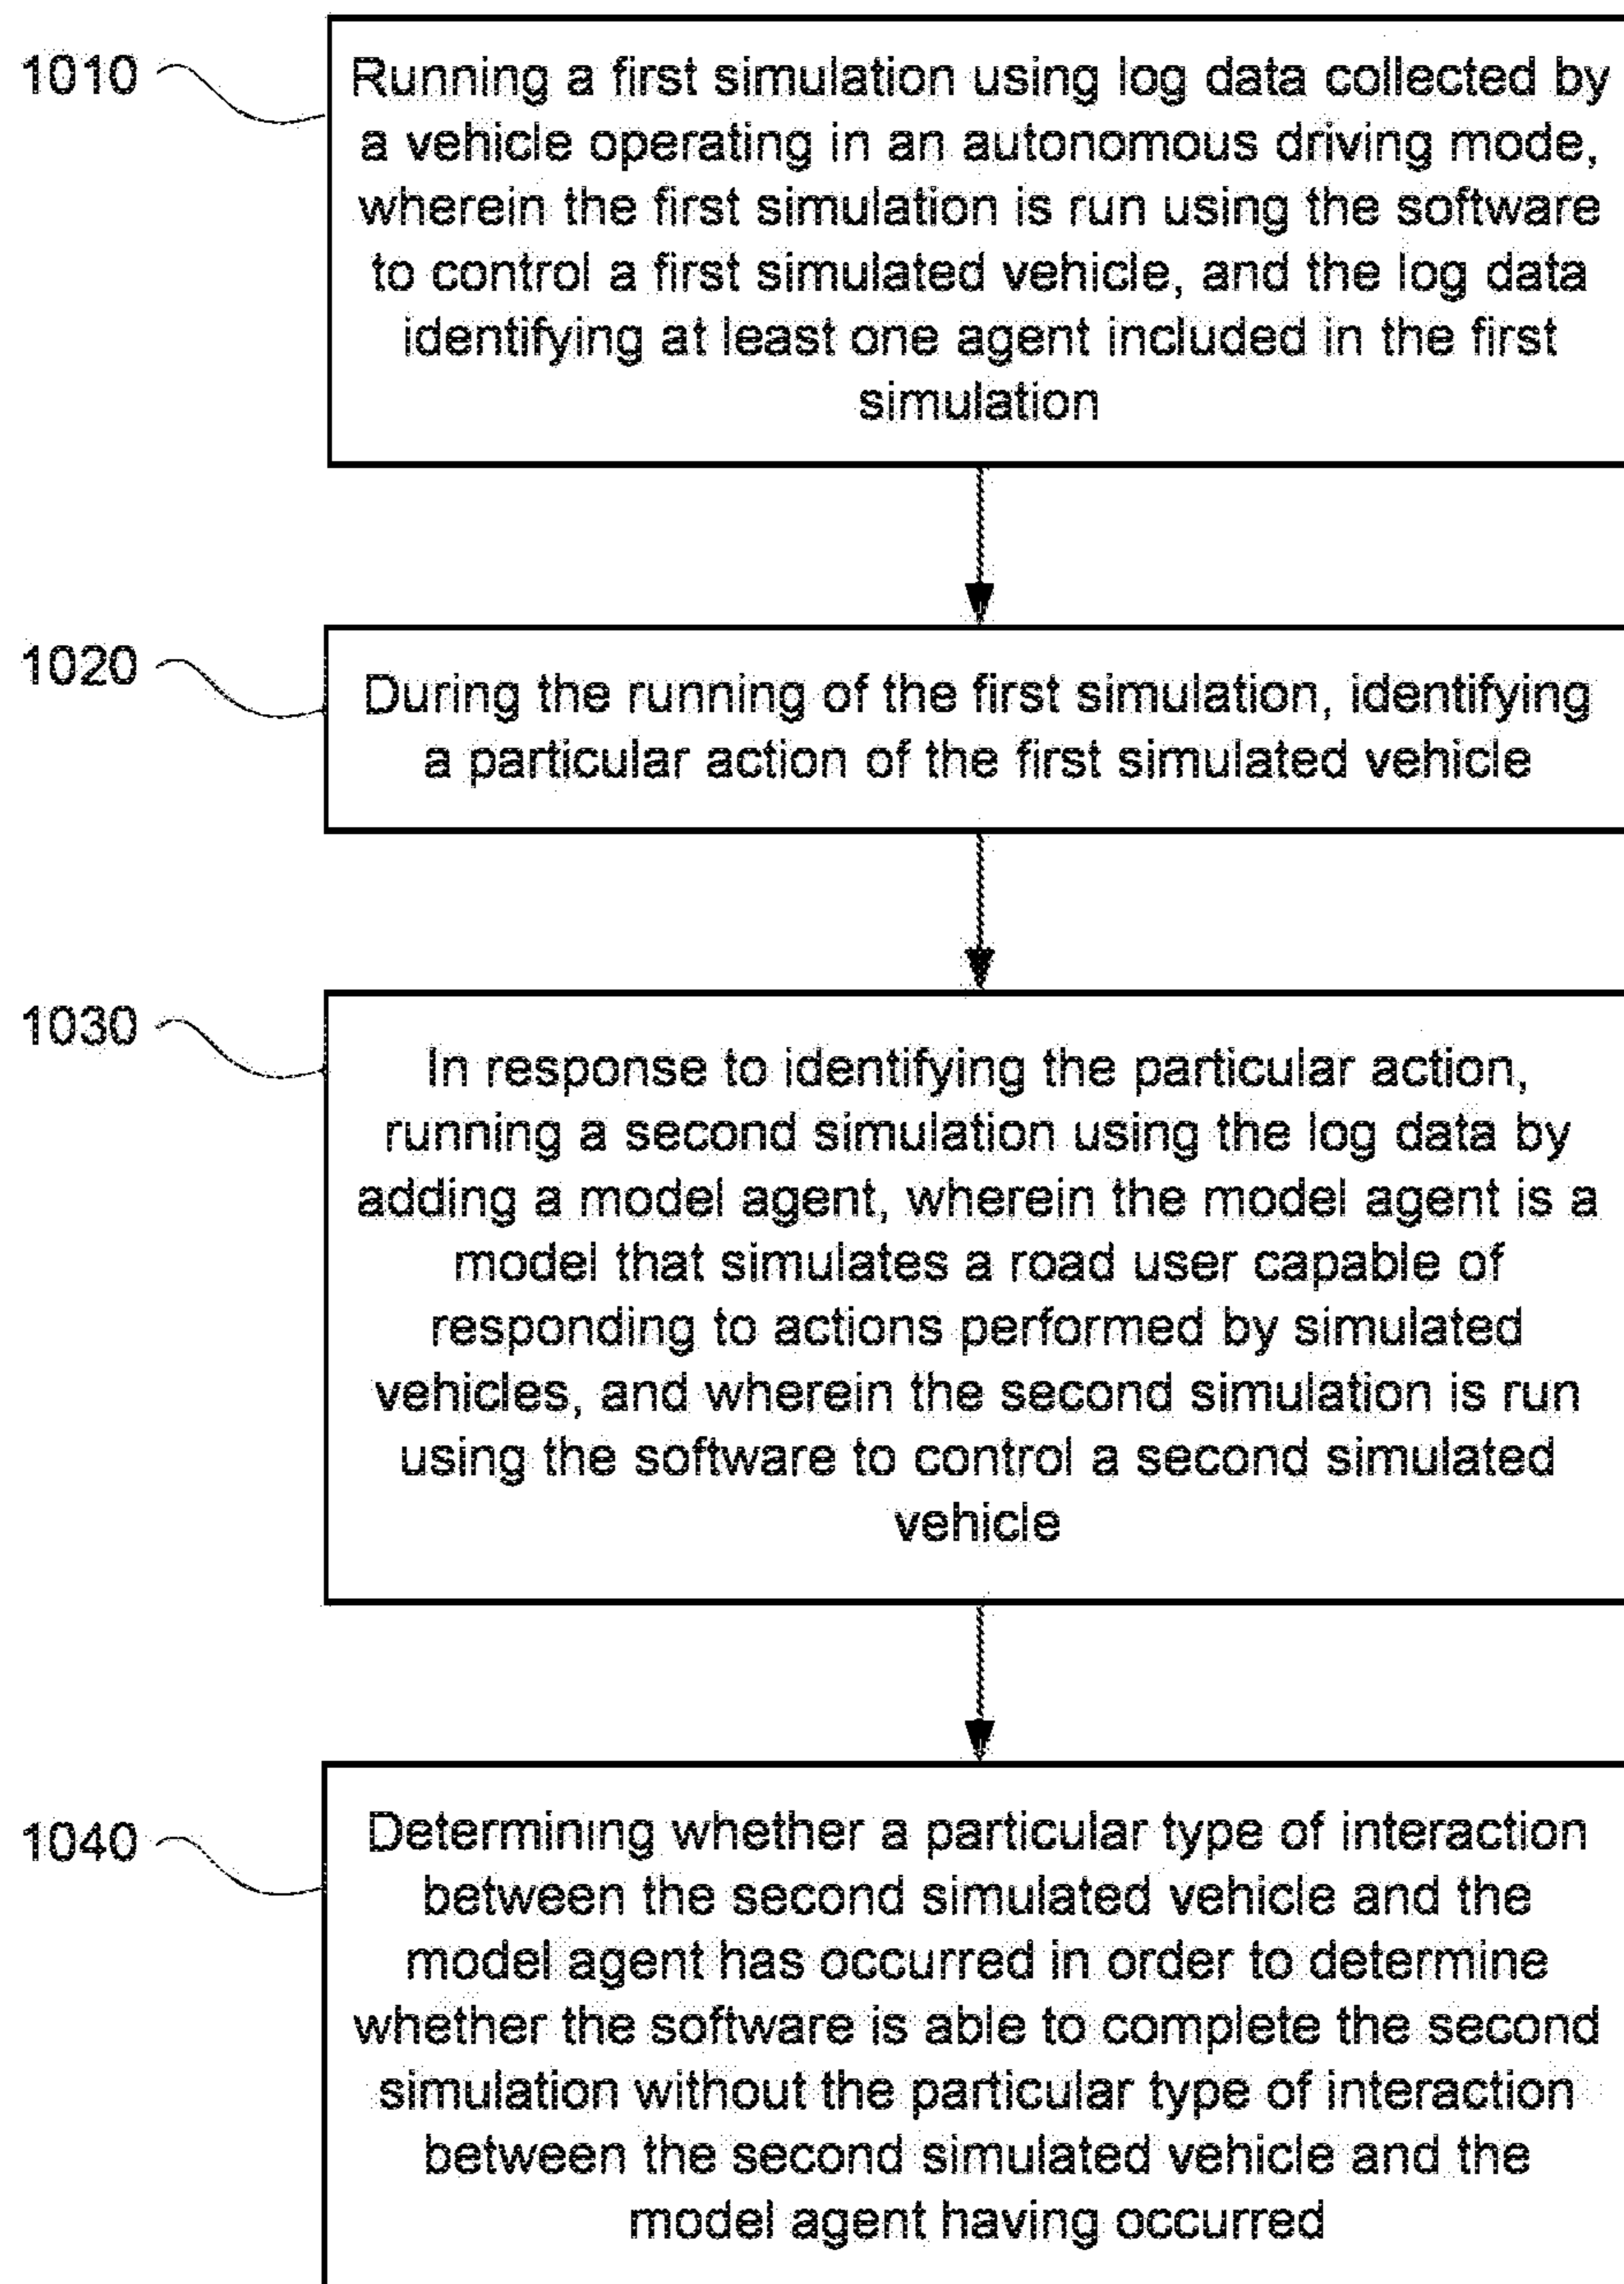 1010
Running a first simulation using log data collected by
a vehicle operating in an autonomous driving mode,
wherein the first simulation is run using the software
to control a first simulated vehicle, and the log data
identifying at least one agent included in the first
simulation
1020
During the running of the first simulation, identifying
a particular action of the first simulated vehicle
1030
In response to identifying the particular action,
running a second simulation using the log data by
adding a model agent, wherein the model agent is a
model that simulates a road user capable of
responding to actions performed by simulated
vehicles, and wherein the second simulation is run
using the software to control a second simulated
vehicle
1040
Determining whether a particular type of interaction
between the second simulated vehicle and the
model agent has occurred in order to determine
whether the software is able to complete the second
simulation without the particular type of interaction
between the second simulated vehicle and the
model agent having occurred